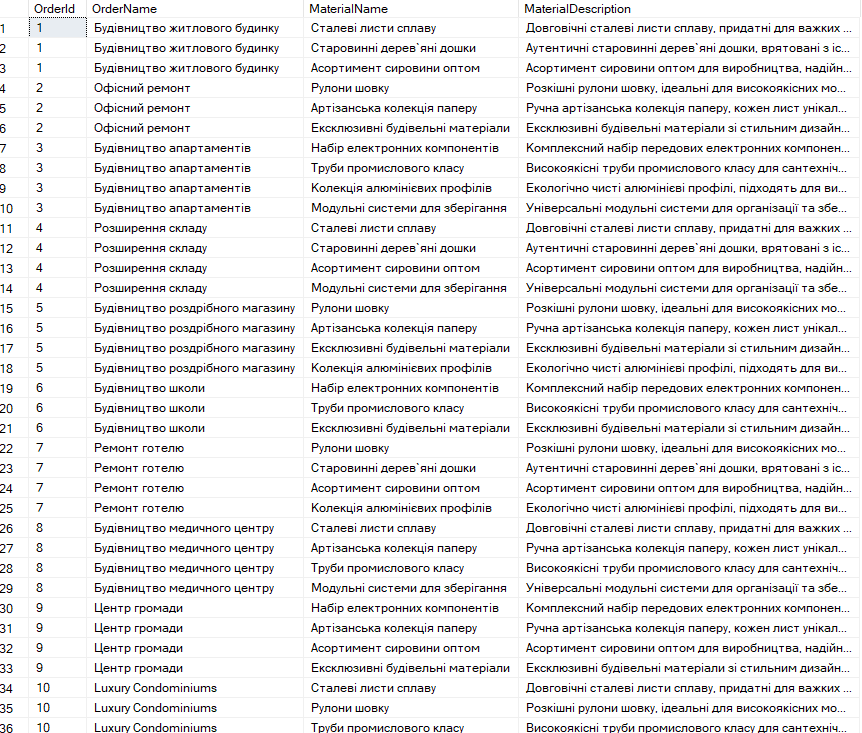 OrderId OrderName MaterialName MaterialDescription
1 1 Будівництво житлового будинку Сталеві листи сплаву Довговічні сталеві листи сплаву, придатні для важких ...
2 1 Будівництво житлового будинку Старовинні дерев`яні дошки Аутентичні старовинні дерев`яні дошки, врятовані з іс...
3 1 Будівництво житлового будинку Асортимент сировини оптом Асортимент сировини оптом для виробництва, надійн...
4 2 Офісний ремонт Рулони шовку Розкішні рулони шовку, ідеальні для високоякісних мо...
5 2 Офісний ремонт Артізанська колекція паперу Ручна артізанська колекція паперу, кожен лист унікал...
6 2 Офісний ремонт Ексклюзивні будівельні матеріали Ексклюзивні будівельні матеріали зі стильним дизайн...
7 3 Будівництво апартаментів Набір електронних компонентів Комплексний набір передових електронних компонен...
8 3 Будівництво апартаментів Труби промислового класу Високоякісні труби промислового класу для сантехніч...
9 3 Будівництво апартаментів Колекція алюмінієвих профілів Екологічно чисті алюмінієві профілі, підходять для ви...
10 3 Будівництво апартаментів Модульні системи для зберігання Універсальні модульні системи для організації та збе...
11 4 Розширення складу Сталеві листи сплаву Довговічні сталеві листи сплаву, придатні для важких ...
12 4 Розширення складу Старовинні дерев`яні дошки Аутентичні старовинні дерев`яні дошки, врятовані з іс...
13 4 Розширення складу Асортимент сировини оптом Асортимент сировини оптом для виробництва, надійн...
14 4 Розширення складу Модульні системи для зберігання Універсальні модульні системи для організації та збе...
15 5 Будівництво роздрібного магазину Рулони шовку Розкішні рулони шовку, ідеальні для високоякісних мо...
16 5 Будівництво роздрібного магазину Артізанська колекція паперу Ручна артізанська колекція паперу, кожен лист унікал...
17 5 Будівництво роздрібного магазину Ексклюзивні будівельні матеріали Ексклюзивні будівельні матеріали зі стильним дизайн...
18 5 Будівництво роздрібного магазину Колекція алюмінієвих профілів Екологічно чисті алюмінієві профілі, підходять для ви...
19 6 Будівництво школи Набір електронних компонентів Комплексний набір передових електронних компонен...
20 6 Будівництво школи Труби промислового класу Високоякісні труби промислового класу для сантехніч...
21 6 Будівництво школи Ексклюзивні будівельні матеріали Ексклюзивні будівельні матеріали зі стильним дизайн...
22 7 Ремонт готелю Рулони шовку Розкішні рулони шовку, ідеальні для високоякісних мо...
23 7 Ремонт готелю Старовинні дерев`яні дошки Аутентичні старовинні дерев`яні дошки, врятовані з іс...
24 7 Ремонт готелю Асортимент сировини оптом Асортимент сировини оптом для виробництва, надійн...
25 7 Ремонт готелю Колекція алюмінієвих профілів Екологічно чисті алюмінієві профілі, підходять для ви...
26 8 Будівництво медичного центру Сталеві листи сплаву Довговічні сталеві листи сплаву, придатні для важких ...
27 8 Будівництво медичного центру Артізанська колекція паперу Ручна артізанська колекція паперу, кожен лист унікал...
28 8 Будівництво медичного центру Труби промислового класу Високоякісні труби промислового класу для сантехніч...
29 8 Будівництво медичного центру Модульні системи для зберігання Універсальні модульні системи для організації та збе...
30 9 Центр громади Набір електронних компонентів Комплексний набір передових електронних компонен...
31 9 Центр громади Артізанська колекція паперу Ручна артізанська колекція паперу, кожен лист унікал...
32 9 Центр громади Асортимент сировини оптом Асортимент сировини оптом для виробництва, надійн...
33 9 Центр громади Ексклюзивні будівельні матеріали Ексклюзивні будівельні матеріали зі стильним дизайн...
34 10 Luxury Condominiums Сталеві листи сплаву Довговічні сталеві листи сплаву, придатні для важких ...
35 10 Luxury Condominiums Рулони шовку Розкішні рулони шовку, ідеальні для високоякісних мо...
36 10 Luxury Condominiums Труби промислового класу Високоякісні труби промислового класу для сантехніч...